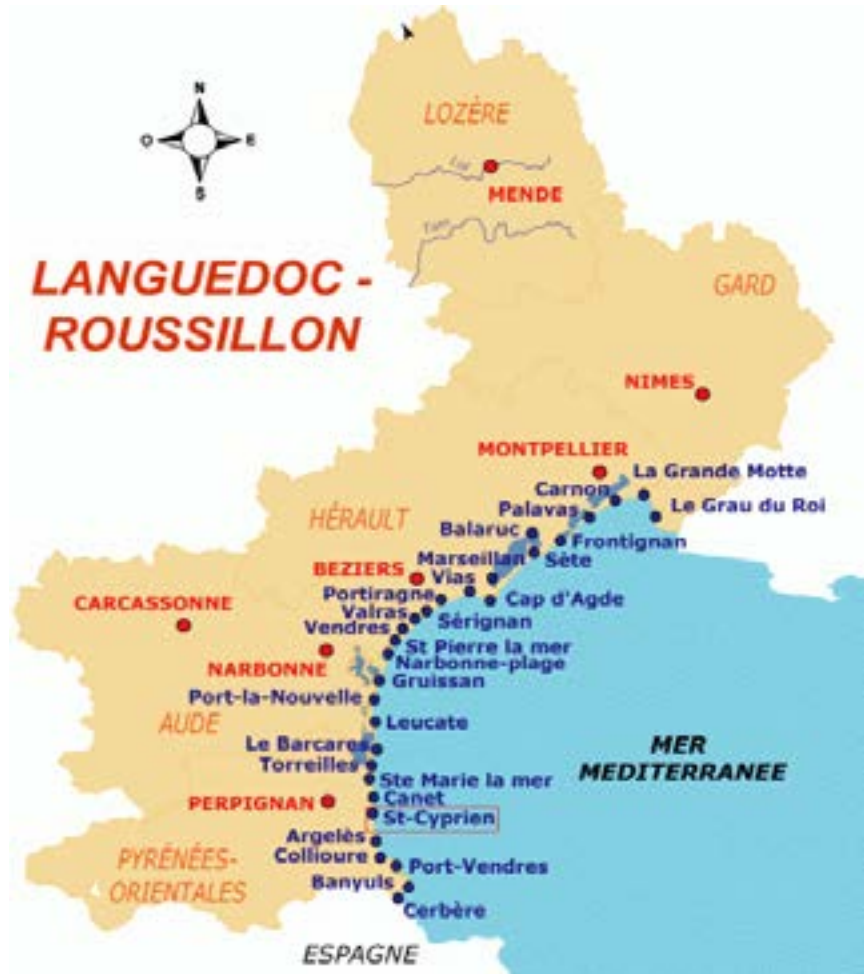 LOZÈRE
N
O
E
S
Lot
MENDE
Tarn
LANGUEDOC -
ROUSSILLON
GARD
NIMES
MONTPELLIER
La Grande Motte
Carnon
Palavas
Le Grau du Roi
HÉRAULT
Balaruc
Frontignan
Marseillan
Sète
BEZIERS
Vias
CARCASSONNE
Portiragne
Cap d'Agde
Valras
Sérignan
Vendres
St Pierre la mer
NARBONNE
Narbonne-plage
Gruissan
Port-la-Nouvelle
AUDE
Leucate
Le Barcares
MER
MEDITERRANEE
Torreilles
Ste Marie la mer
PERPIGNAN
Canet
St-Cyprien
Argelès
PYRÉNÉES-
ORIENTALES
Collioure
Port-Vendres
Banyuls
Cerbère
ESPAGNE